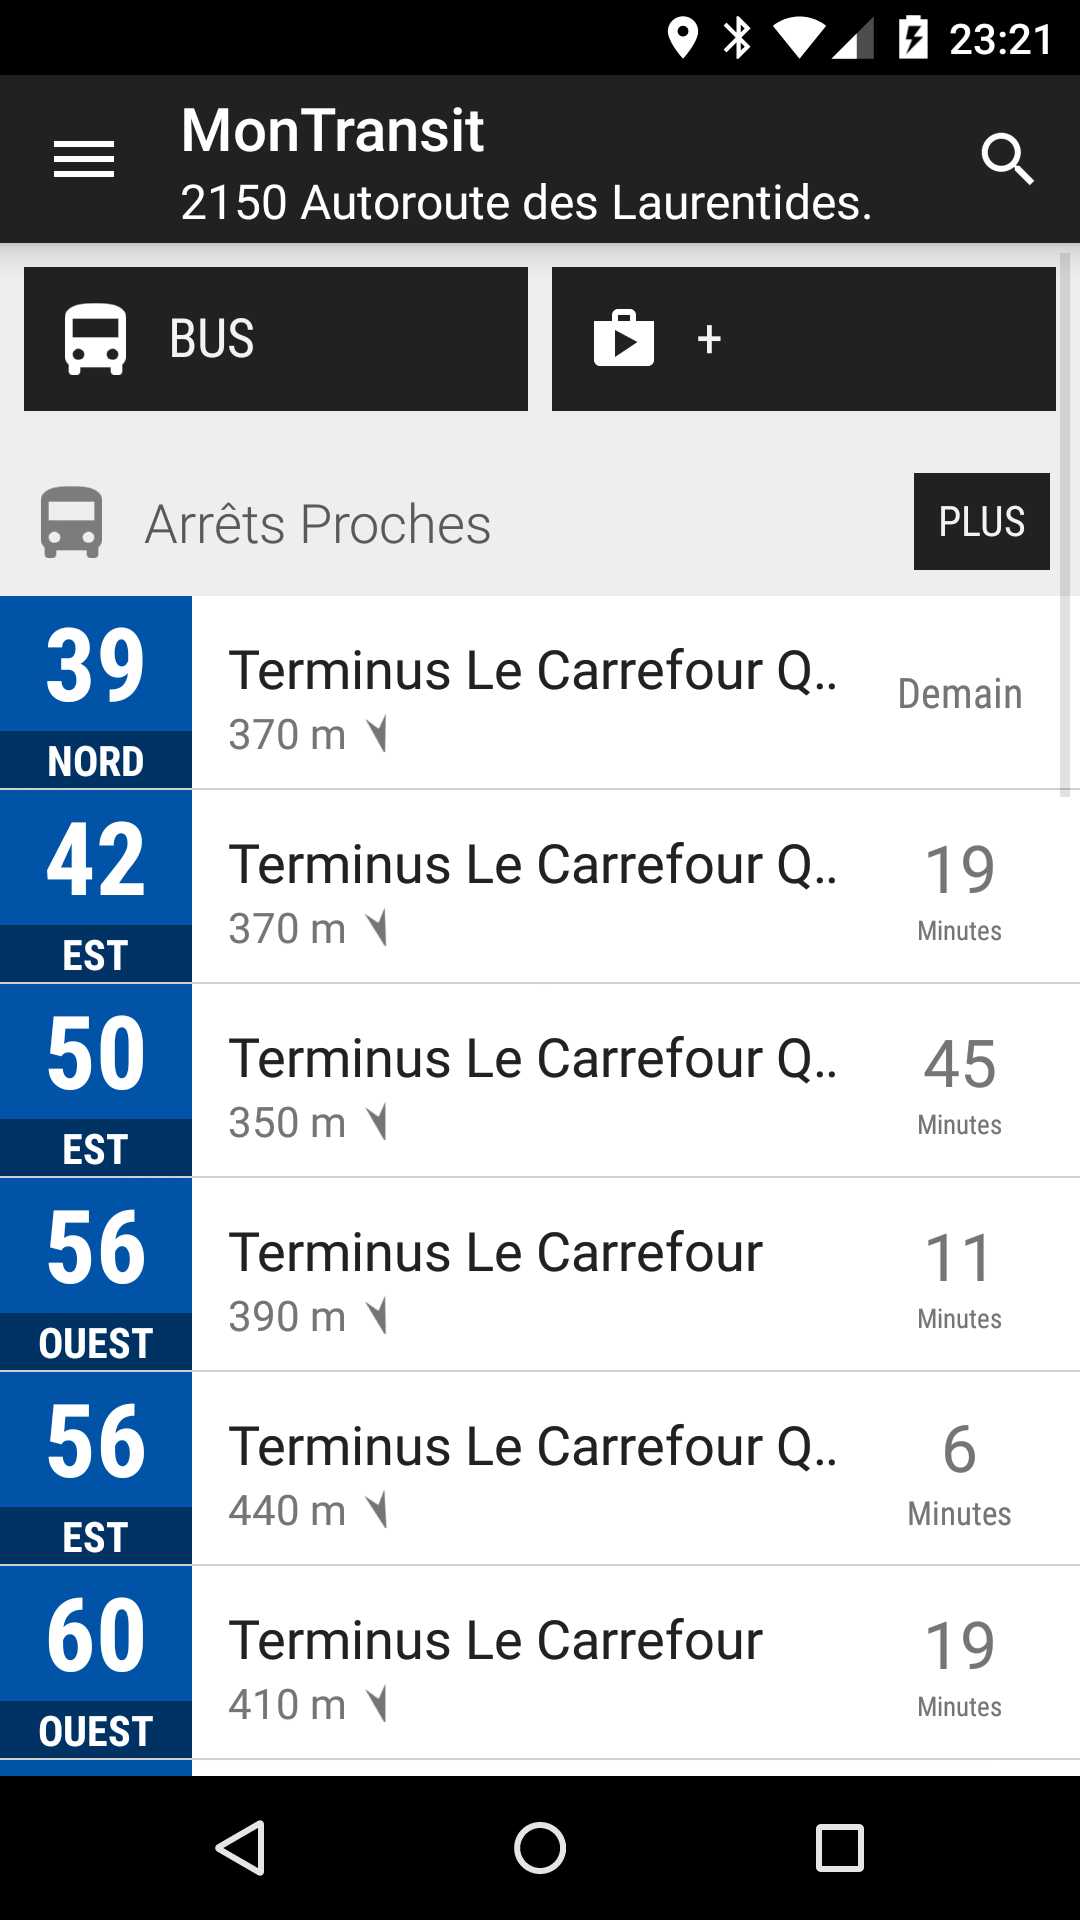 23:21
MonTransit
2150 Autoroute des Laurentides.
BUS
+
Arrêts Proches
PLUS
39
NORD
Terminus Le Carrefour Q..
370 m
Demain
42
EST
Terminus Le Carrefour Q..
370 m
19
Minutes
50
EST
Terminus Le Carrefour Q..
350 m
45
Minutes
56
OUEST
Terminus Le Carrefour
390 m
11
Minutes
56
EST
Terminus Le Carrefour Q..
440 m
6
Minutes
60
OUEST
Terminus Le Carrefour
410 m
19
Minutes